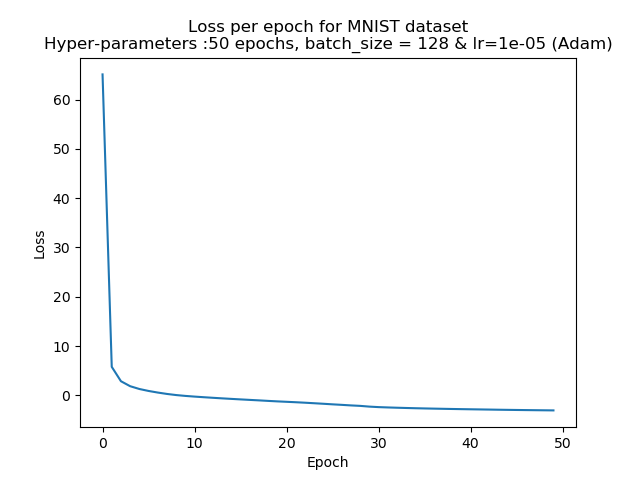 Loss per epoch for MNIST dataset
Hyper-parameters :50 epochs, batch_size = 128 & lr=1e-05 (Adam)
60
50
40
30
20
10
0
Loss
0 10 20 30 40 50
Epoch